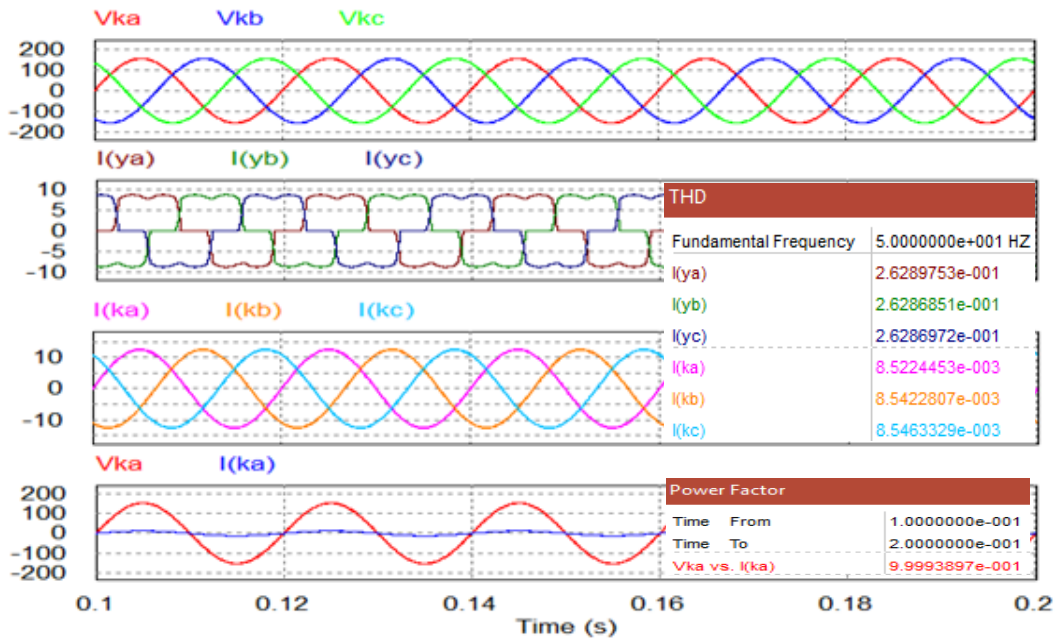 Vka Vkb Vkc
200
100
0
-100
-200
I(ya) I(yb) I(yc)
10
5
0
-5
-10
THD
Fundamental Frequency 5.0000000e+001 HZ
I(ya) 2.6289753e-001
I(yb) 2.6286851e-001
I(yc) 2.6286972e-001
I(ka) 8.5224453e-003
I(kb) 8.5422807e-003
I(kc) 8.5463329e-003
I(ka) I(kb) I(kc)
10
0
-10
Vka I(ka)
200
100
0
-100
-200
Power Factor
Time From 1.0000000e-001
Time To 2.0000000e-001
Vka vs. I(ka) 9.9993897e-001
0.1 0.12 0.14 0.16 0.18 0.2
Time (s)